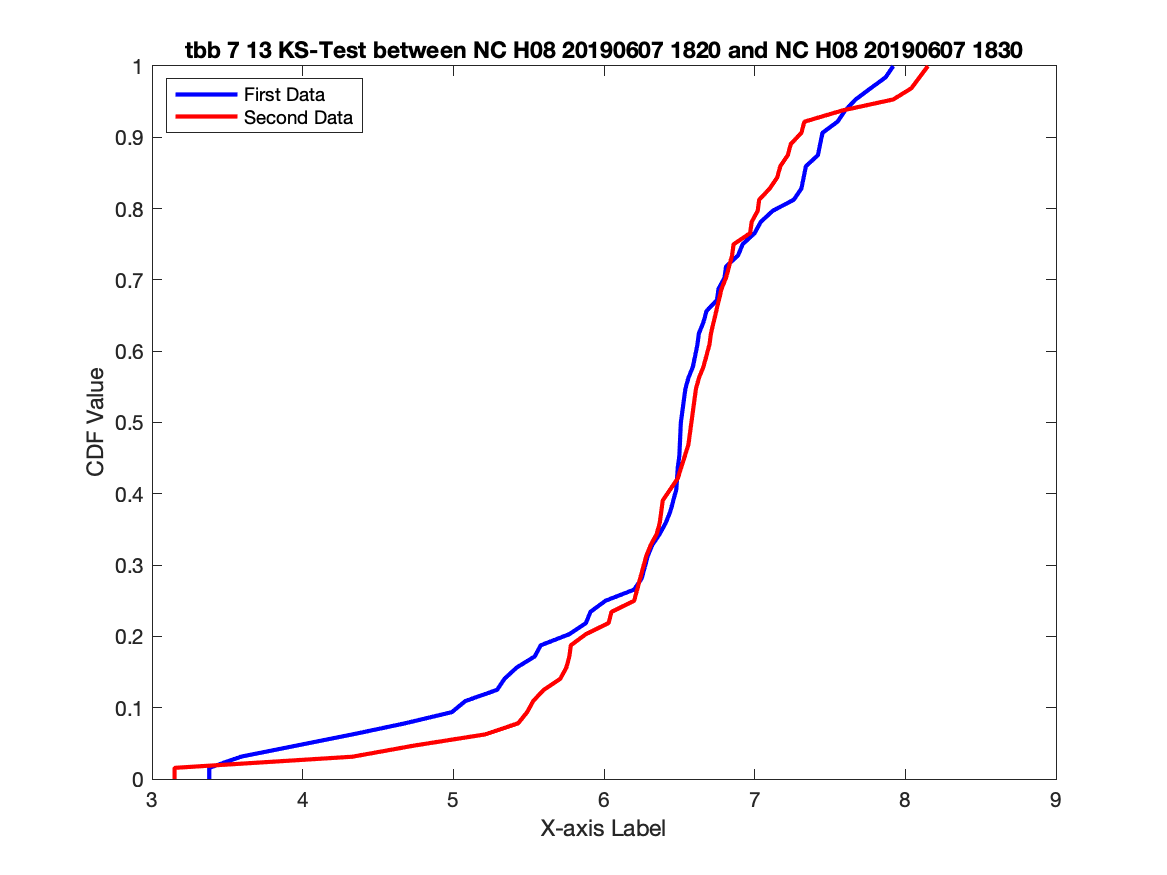 tbb 7 13 KS-Test between NC H08 20190607 1820 and NC H08 20190607 1830
First Data
Second Data
1
0.9
0.8
0.7
0.6
0.5
0.4
0.3
0.2
0.1
0
CDF Value
3 4 5 6 7 8 9
X-axis Label